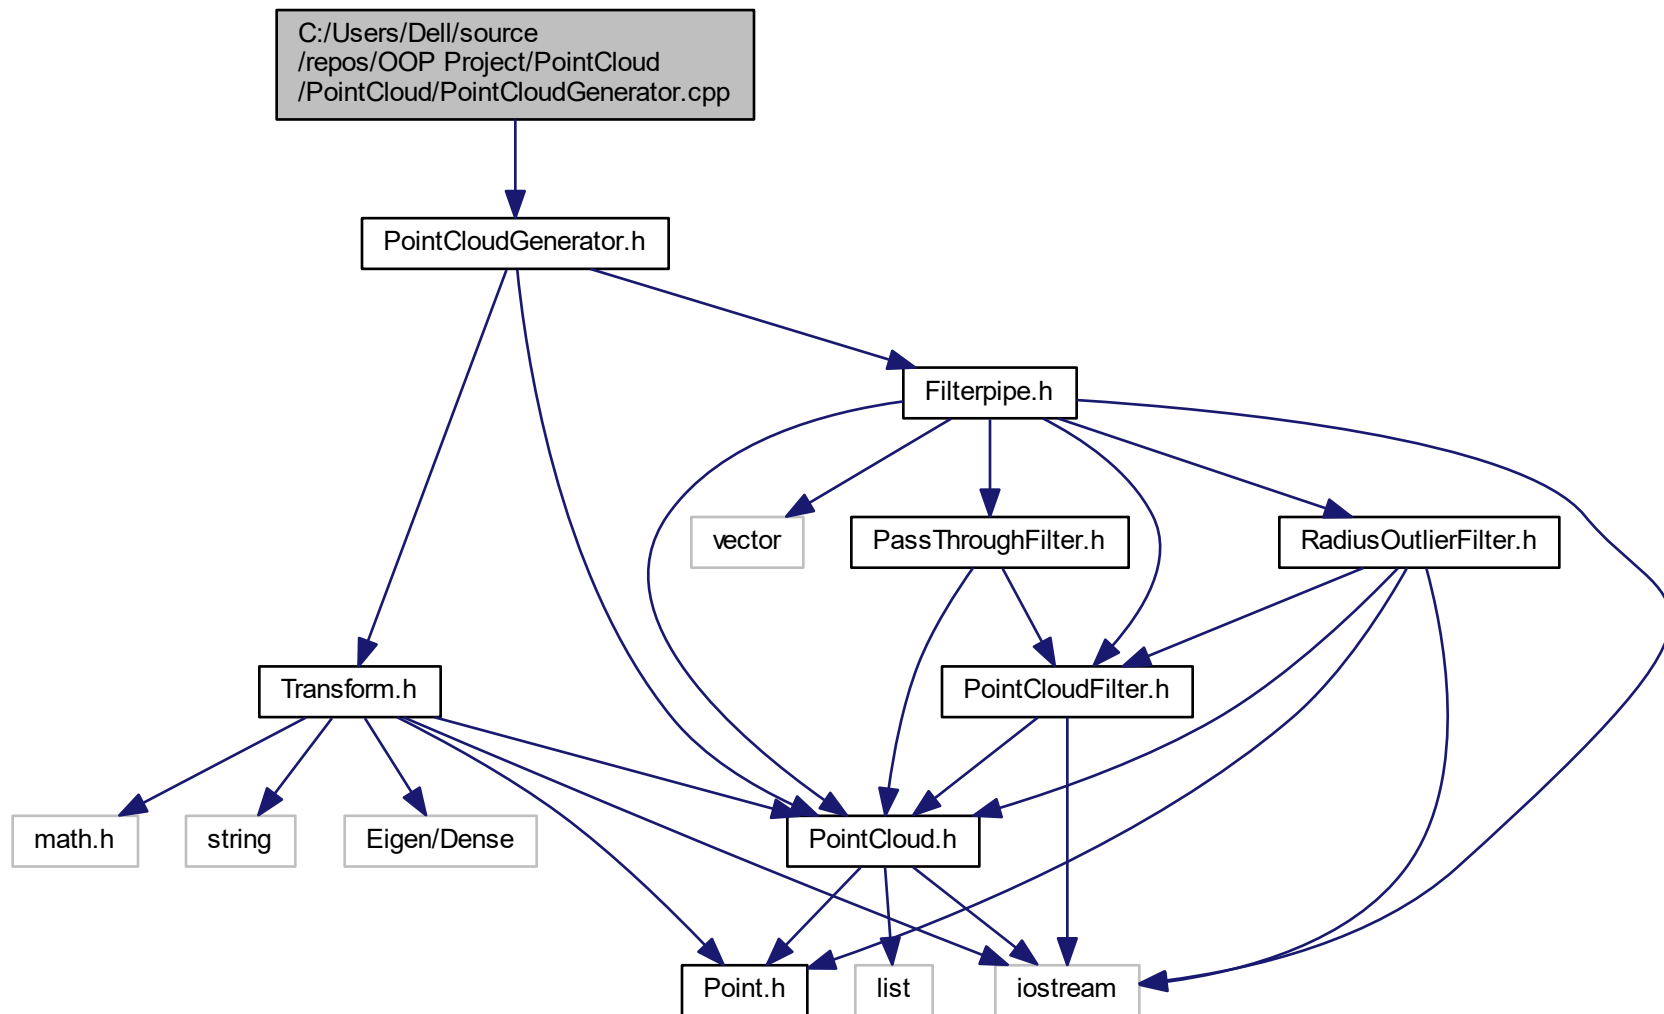 C:/Users/Dell/source
/repos/OOP Project/PointCloud
/PointCloud/PointCloudGenerator.cpp
PointCloudGenerator.h
Filterpipe.h
vector
PassThroughFilter.h
RadiusOutlierFilter.h
Transform.h
PointCloudFilter.h
math.h
string
Eigen/Dense
PointCloud.h
Point.h
list
iostream